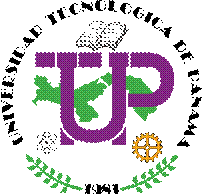 UNIVERSIDAD TECNOLOGICA DE PANAMA
UTP
1981